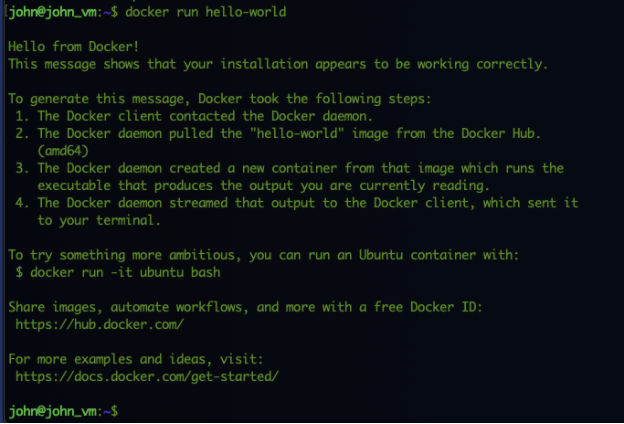 john@john_vm:~$ docker run hello-world
Hello from Docker!
This message shows that your installation appears to be working correctly.
To generate this message, Docker took the following steps:
1. The Docker client contacted the Docker daemon.
2. The Docker daemon pulled the "hello-world" image from the Docker Hub.
(amd64)
3. The Docker daemon created a new container from that image which runs the
executable that produces the output you are currently reading.
4. The Docker daemon streamed that output to the Docker client, which sent it
to your terminal.
To try something more ambitious, you can run an Ubuntu container with:
$ docker run -it ubuntu bash
Share images, automate workflows, and more with a free Docker ID:
https://hub.docker.com/
For more examples and ideas, visit:
https://docs.docker.com/get-started/
john@john_vm:~$